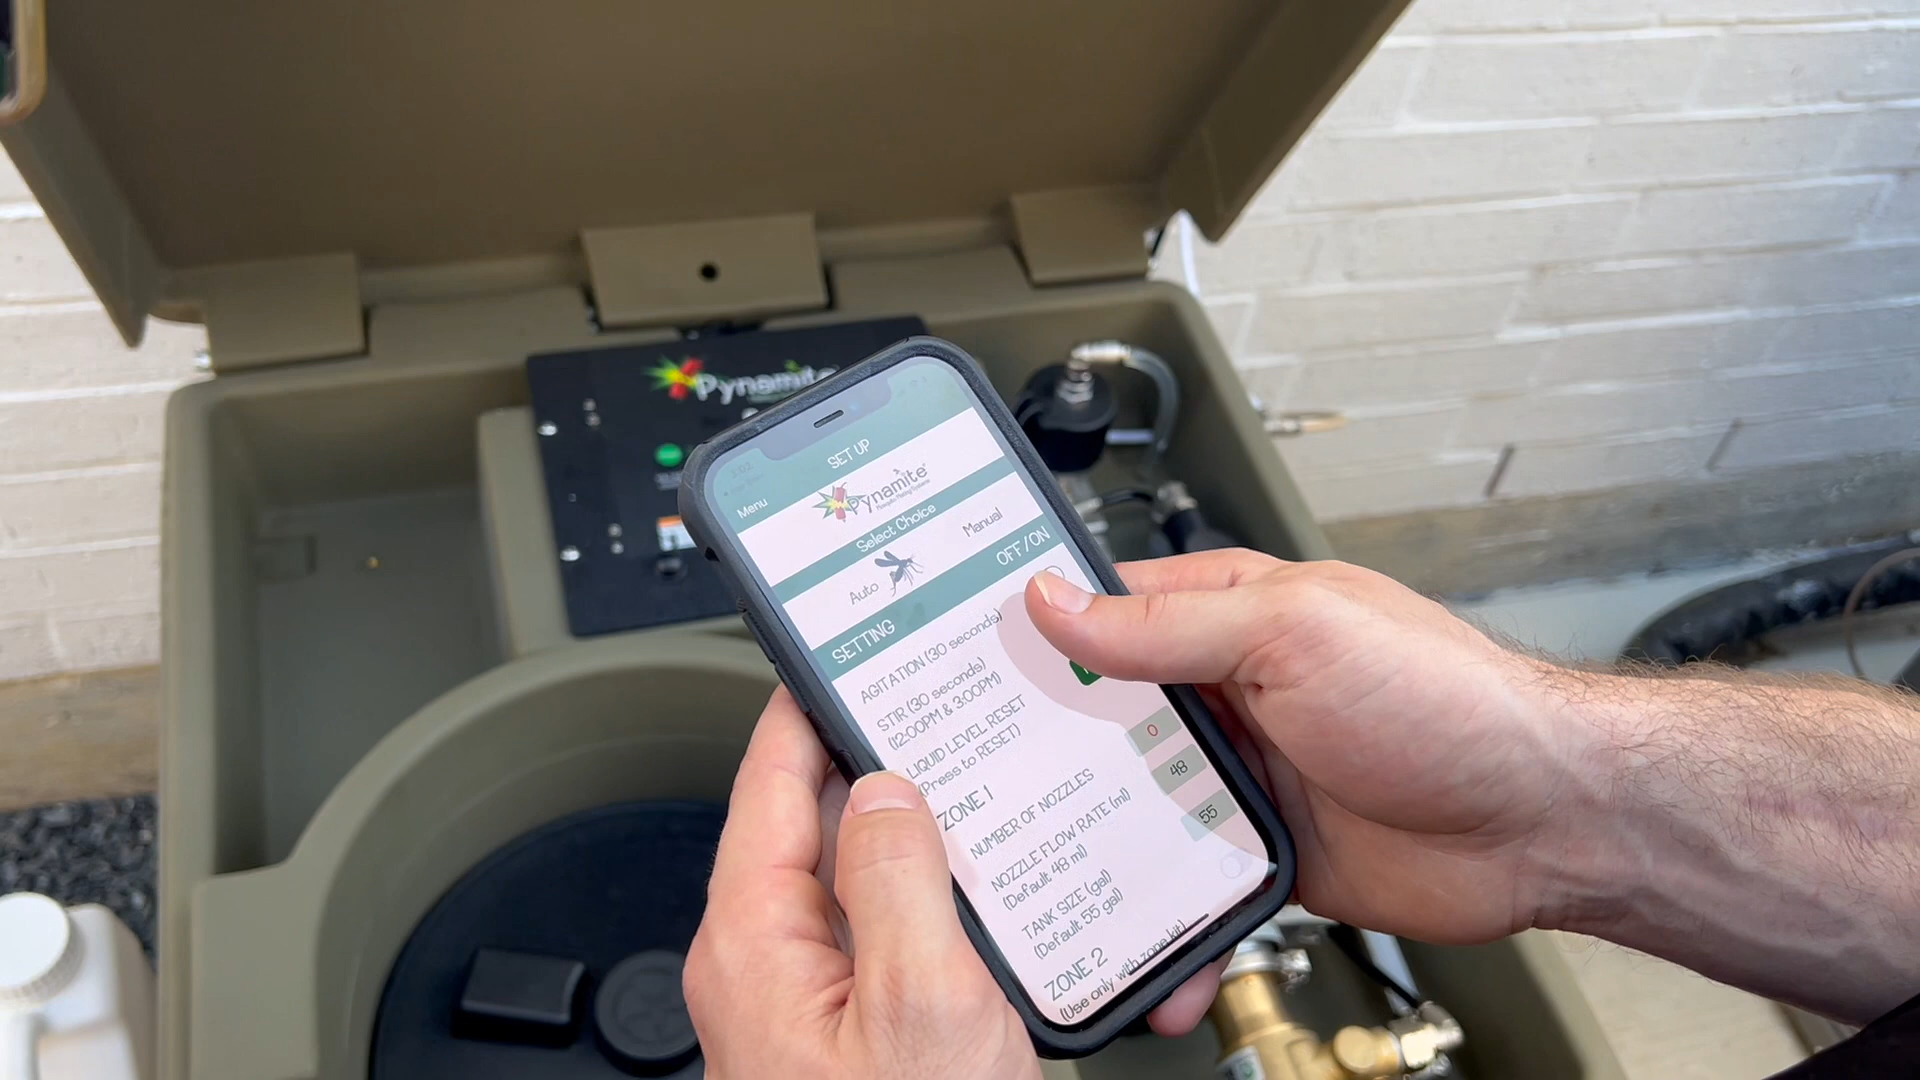 Pynamite
SET UP
Menu
Pynamite
Select Choice
Auto
Manual
SETTING
OFF/ON
AGITATION (30 seconds)
STIR (30 seconds)
(12:00PM & 3:00PM)
LIQUID LEVEL RESET
(Press to RESET)
ZONE 1
NUMBER OF NOZZLES
0
NOZZLE FLOW RATE (ml)
48
(Default 48 ml)
TANK SIZE (gal)
55
(Default 55 gal)
ZONE 2
(Use only with zone kit)